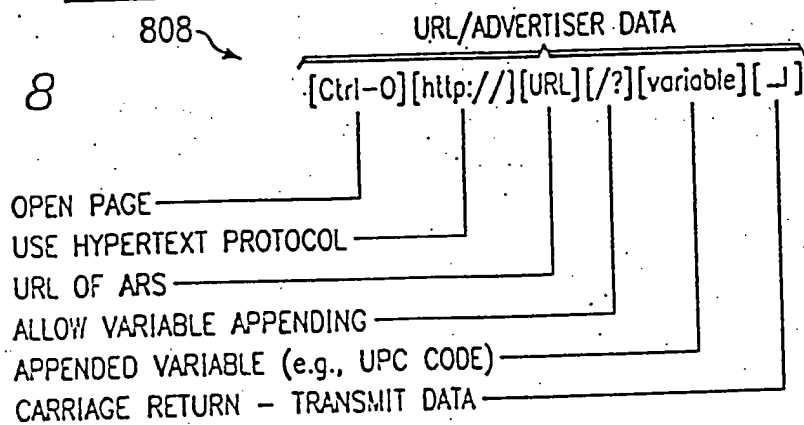 808
URL/ADVERTISER DATA
8
[Ctrl-O][http://][URL][/?][variable][↵]
OPEN PAGE
USE HYPERTEXT PROTOCOL
URL OF ARS
ALLOW VARIABLE APPENDING
APPENDED VARIABLE (e.g., UPC CODE)
CARRIAGE RETURN - TRANSMIT DATA